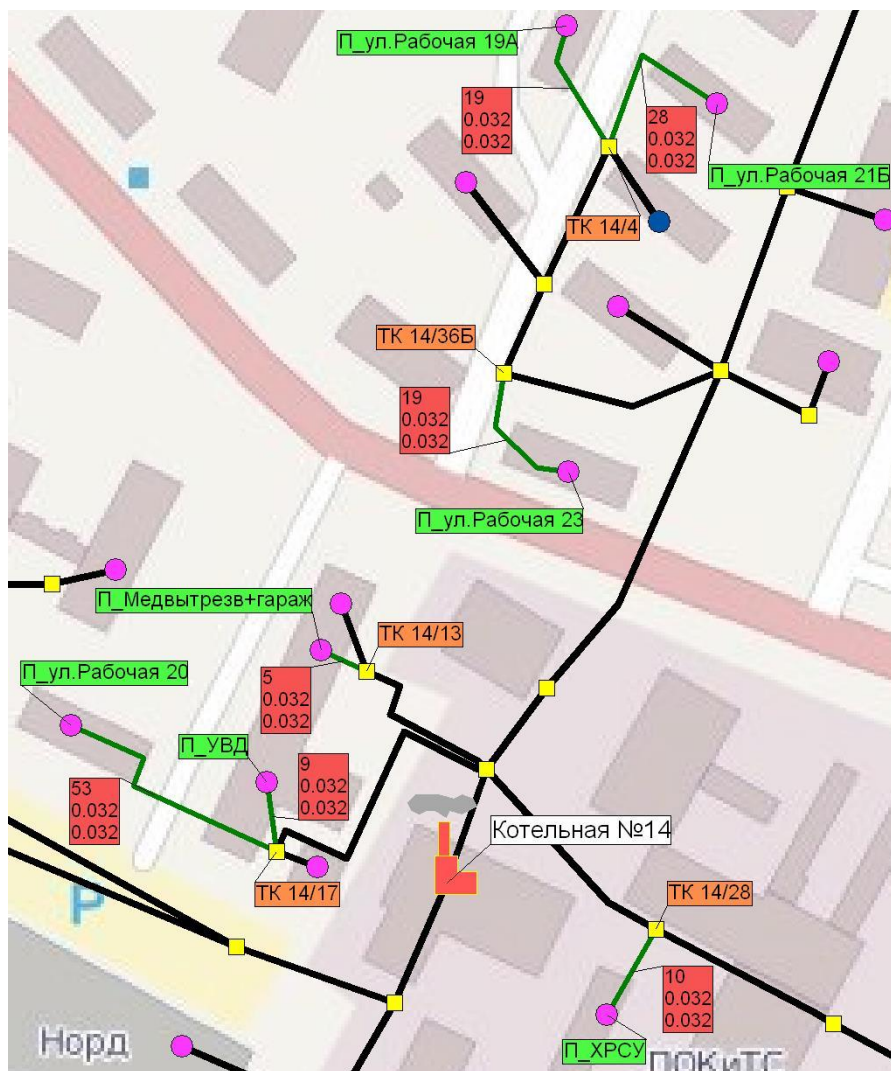 П_ул.Рабочая 19А
19
0.032
0.032
28
0.032
0.032
П_ул.Рабочая 21Б
ТК 14/4
ТК 14/36Б
19
0.032
0.032
П_ул.Рабочая 23
П_Медвытрезв+гараж
ТК 14/13
П_ул.Рабочая 20
5
0.032
0.032
П_УВД
9
0.032
0.032
53
0.032
0.032
Котельная №14
ТК 14/17
P
ТК 14/28
10
0.032
0.032
Норд
П_ХРСУ
ПОКиТС